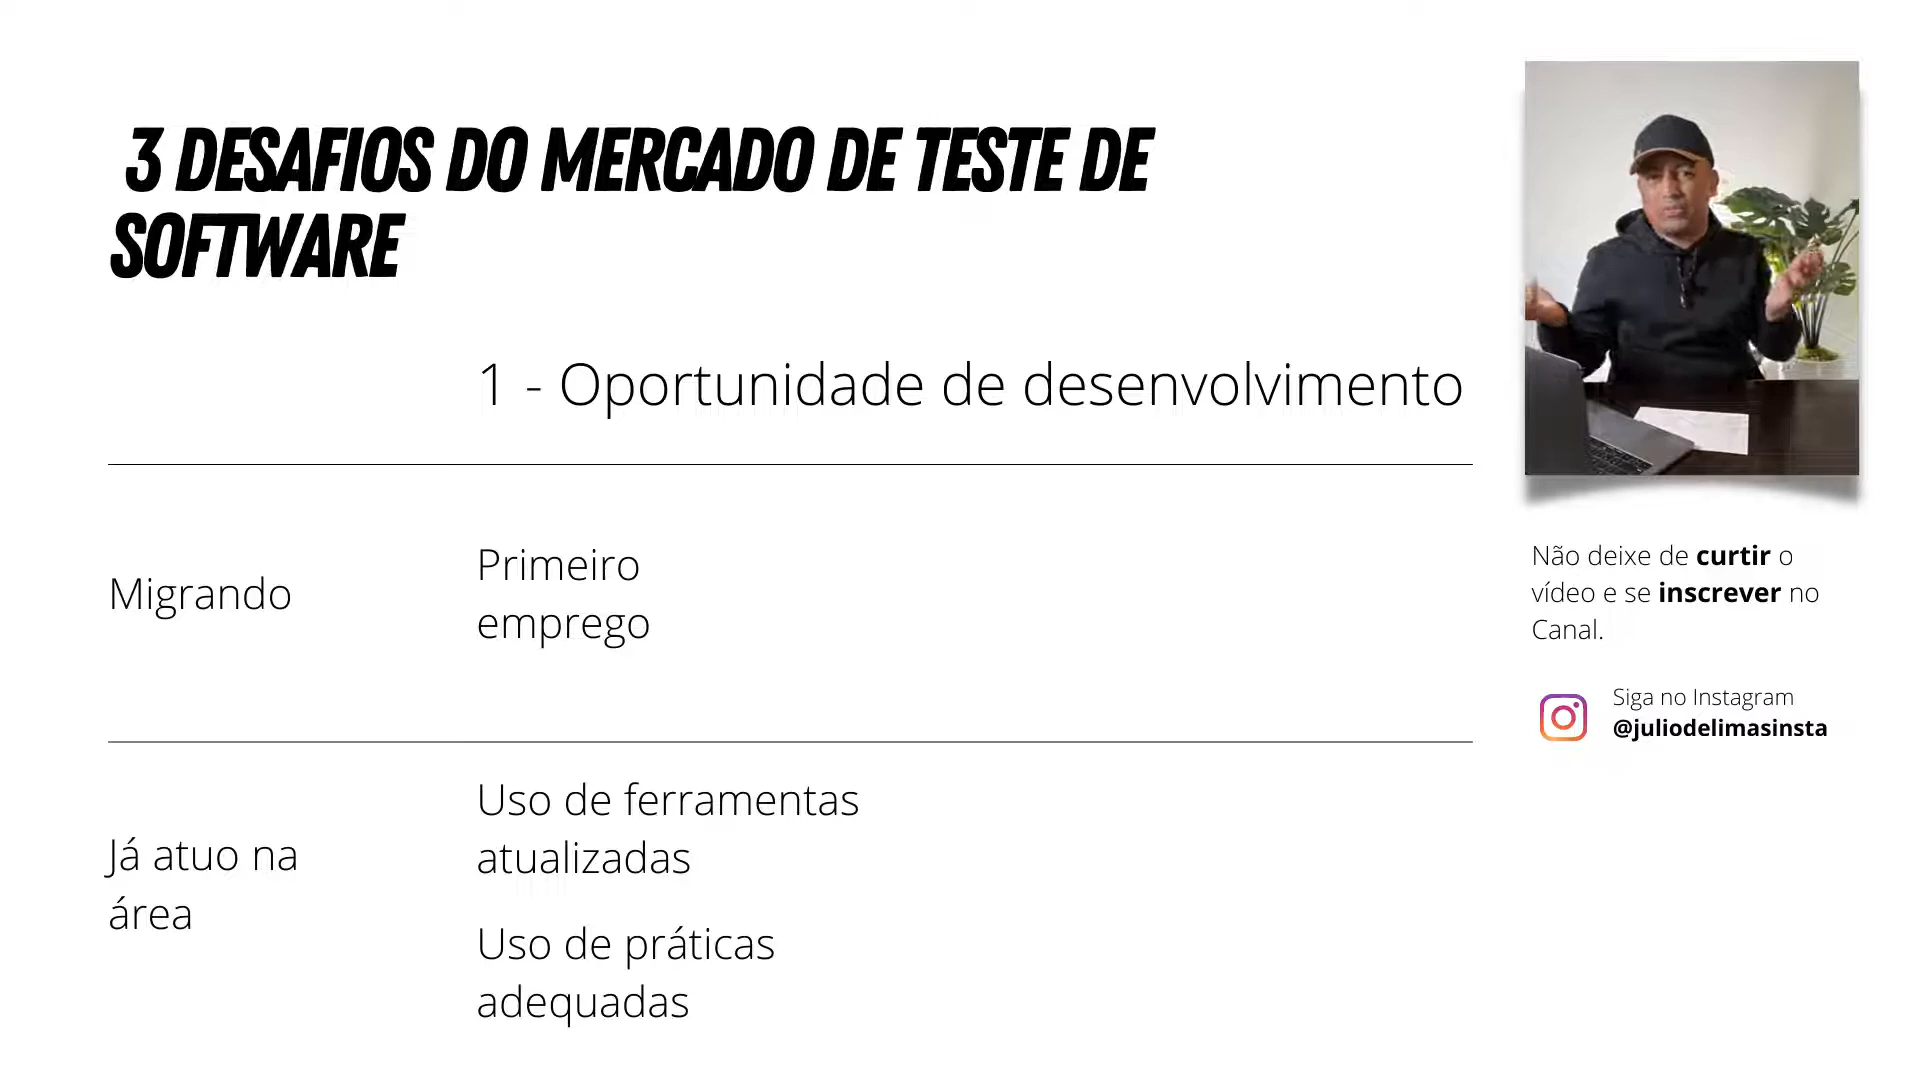 3 DESAFIOS DO MERCADO DE TESTE DE
SOFTWARE
1 - Oportunidade de desenvolvimento
Migrando
Primeiro
emprego
Já atuo na
área
Uso de ferramentas
atualizadas
Uso de práticas
adequadas
Não deixe de curtir o
vídeo e se inscrever no
Canal.
Siga no Instagram
@juliodelimasinsta